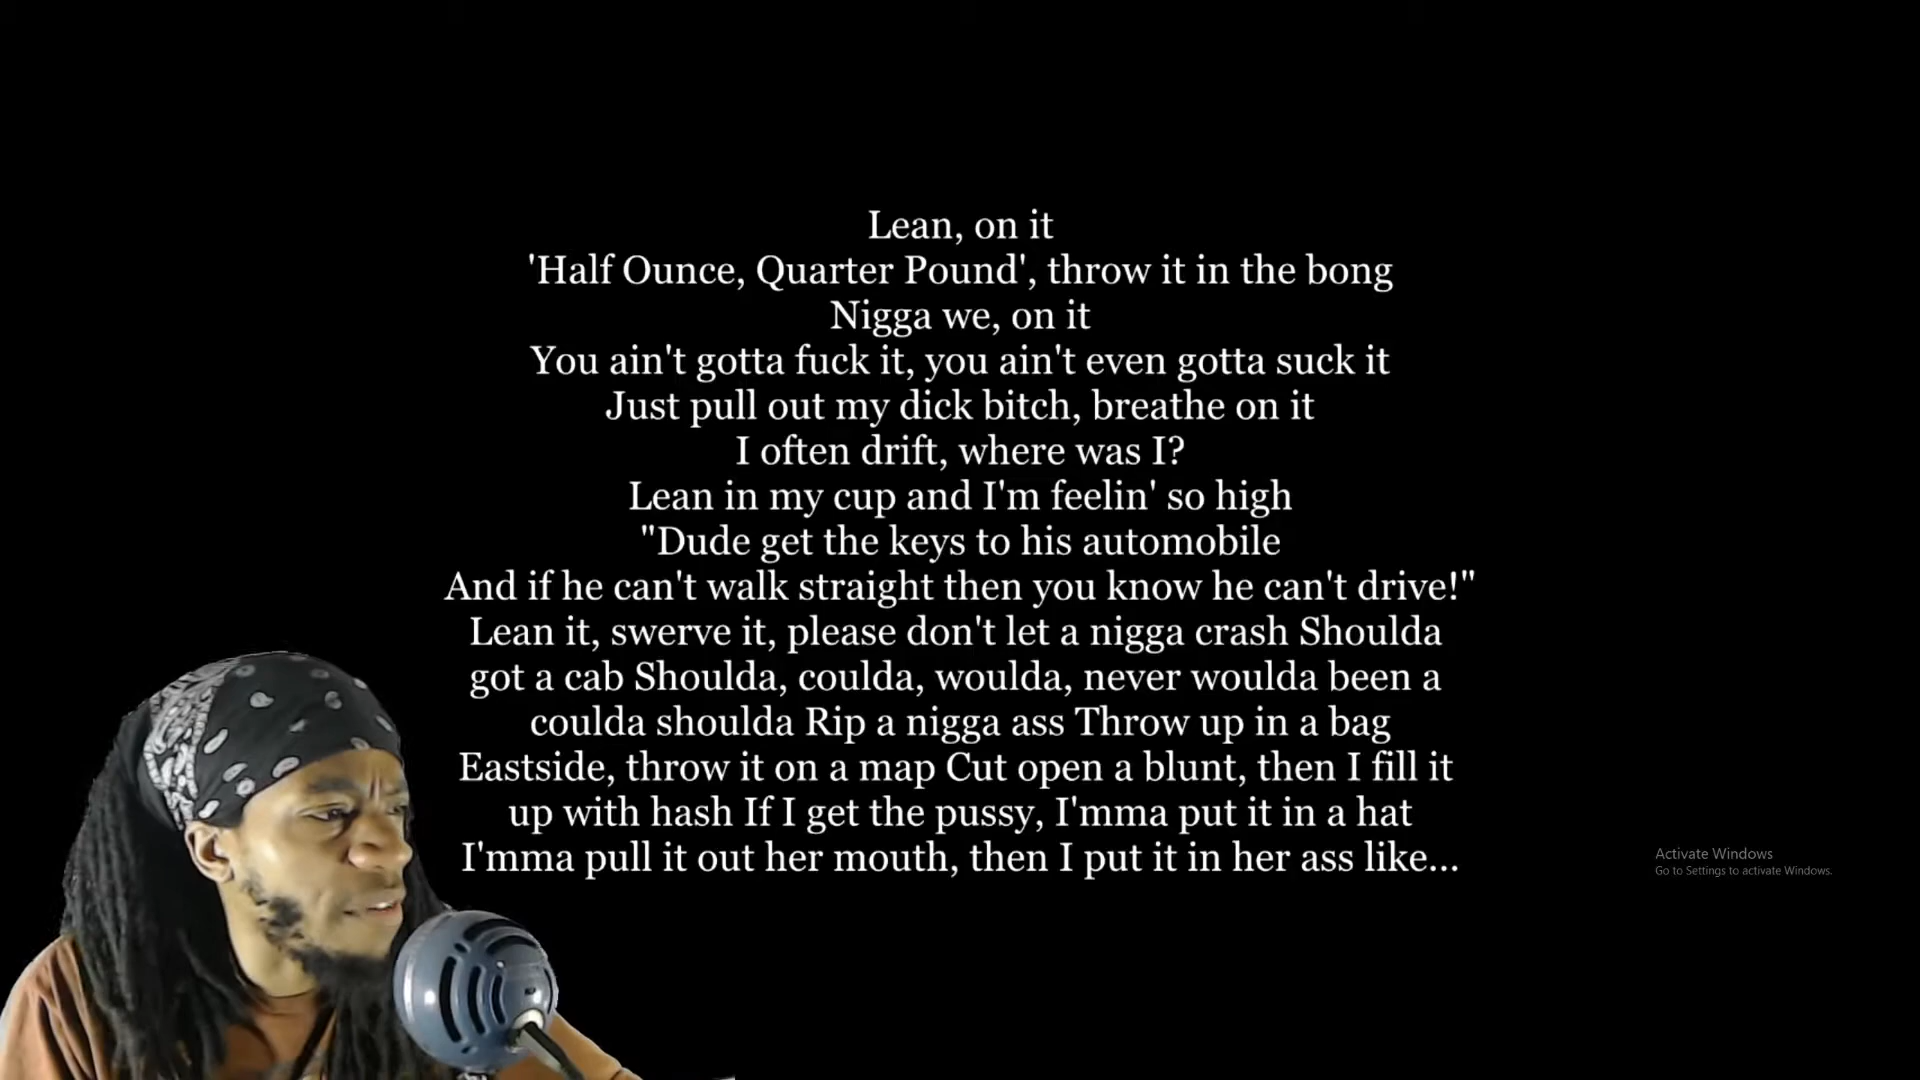 Lean, on it
'Half Ounce, Quarter Pound', throw it in the bong
Nigga we, on it
You ain't gotta fuck it, you ain't even gotta suck it
Just pull out my dick bitch, breathe on it
I often drift, where was I?
Lean in my cup and I'm feelin' so high
"Dude get the keys to his automobile
And if he can't walk straight then you know he can't drive!"
Lean it, swerve it, please don't let a nigga crash Shoulda
got a cab Shoulda, coulda, woulda, never woulda been a
coulda shoulda Rip a nigga ass Throw up in a bag
Eastside, throw it on a map Cut open a blunt, then I fill it
up with hash If I get the pussy, I'mma put it in a hat
I'mma pull it out her mouth, then I put it in her ass like...
Activate Windows
Go to Settings to activate Windows.